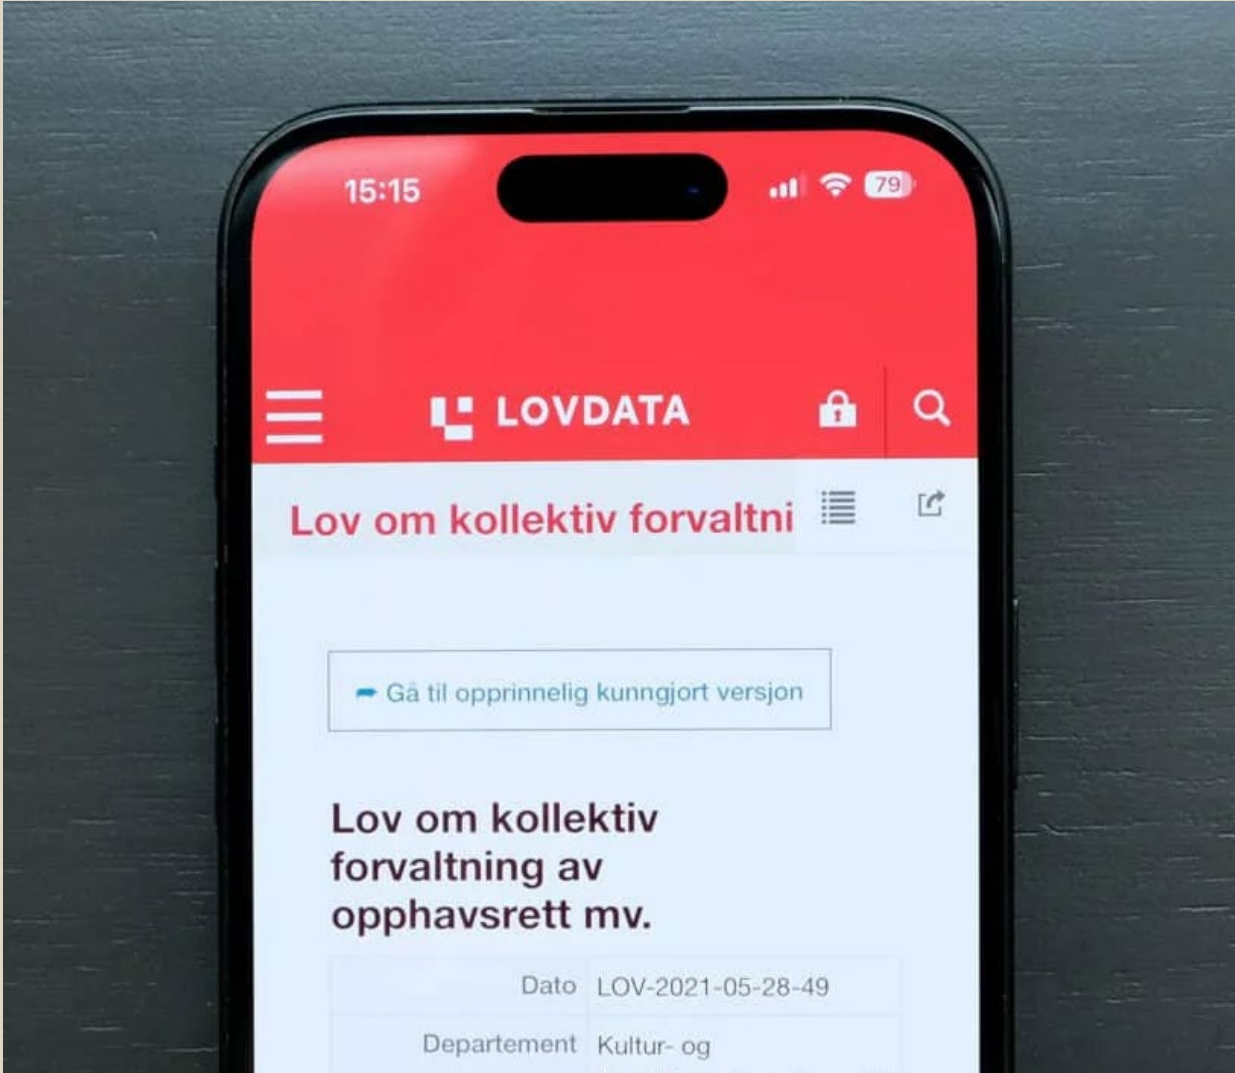 15:15 79
LOVDATA
Lov om kollektiv forvaltni
➦ Gå til opprinnelig kunngjort versjon
Lov om kollektiv
forvaltning av
opphavsrett mv.
Dato LOV-2021-05-28-49
Departement Kultur- og